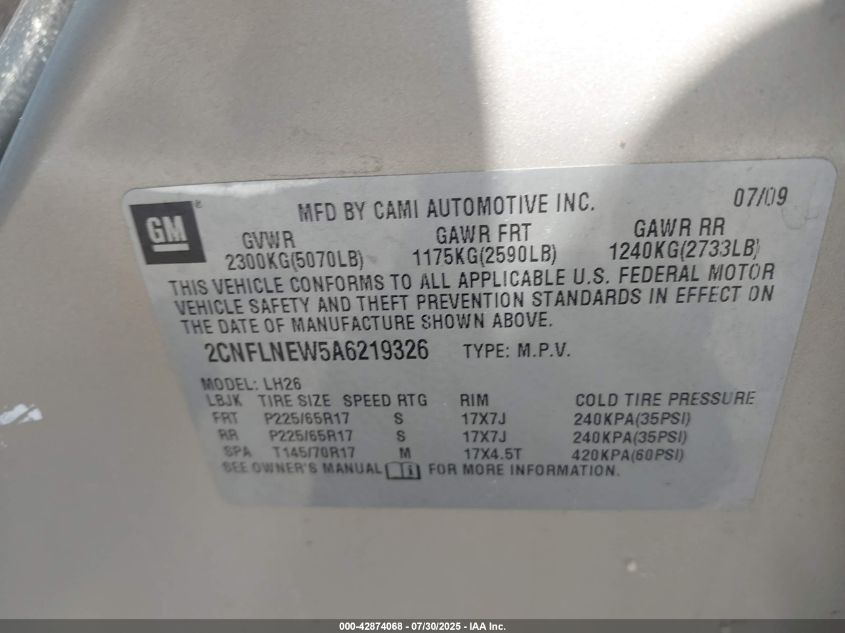 GM®
MFD BY CAMI AUTOMOTIVE INC.
07/09
GVWR GAWR FRT GAWR RR
2300KG(5070LB) 1175KG(2590LB) 1240KG(2733LB)
THIS VEHICLE CONFORMS TO ALL APPLICABLE U.S. FEDERAL MOTOR
VEHICLE SAFETY AND THEFT PREVENTION STANDARDS IN EFFECT ON
THE DATE OF MANUFACTURE SHOWN ABOVE.
2CNFLNEW5A6219326 TYPE: M.P.V.
MODEL: LH26
LBJK TIRE SIZE SPEED RTG RIM COLD TIRE PRESSURE
FRT P225/65R17 S 17X7J 240KPA(35PSI)
RR P225/65R17 S 17X7J 240KPA(35PSI)
SPA T145/70R17 M 17X4.5T 420KPA(60PSI)
SEE OWNER'S MANUAL FOR MORE INFORMATION.
000-42874068 - 07/30/2025 - IAA Inc.